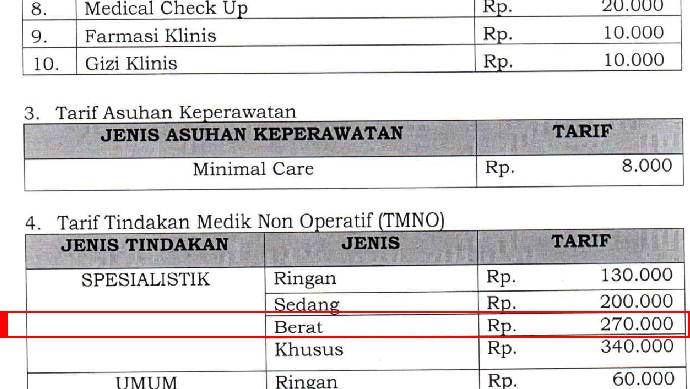 8. Medical Check Up Rp. 20.000
9. Farmasi Klinis Rp. 10.000
10. Gizi Klinis Rp. 10.000
3. Tarif Asuhan Keperawatan
JENIS ASUHAN KEPERAWATAN TARIF
Minimal Care Rp. 8.000
4. Tarif Tindakan Medik Non Operatif (TMNO)
JENIS TINDAKAN JENIS TARIF
SPESIALISTIK Ringan Rp. 130.000
Sedang Rp. 200.000
Berat Rp. 270.000
Khusus Rp. 340.000
UMUM Ringan Rp. 60.000